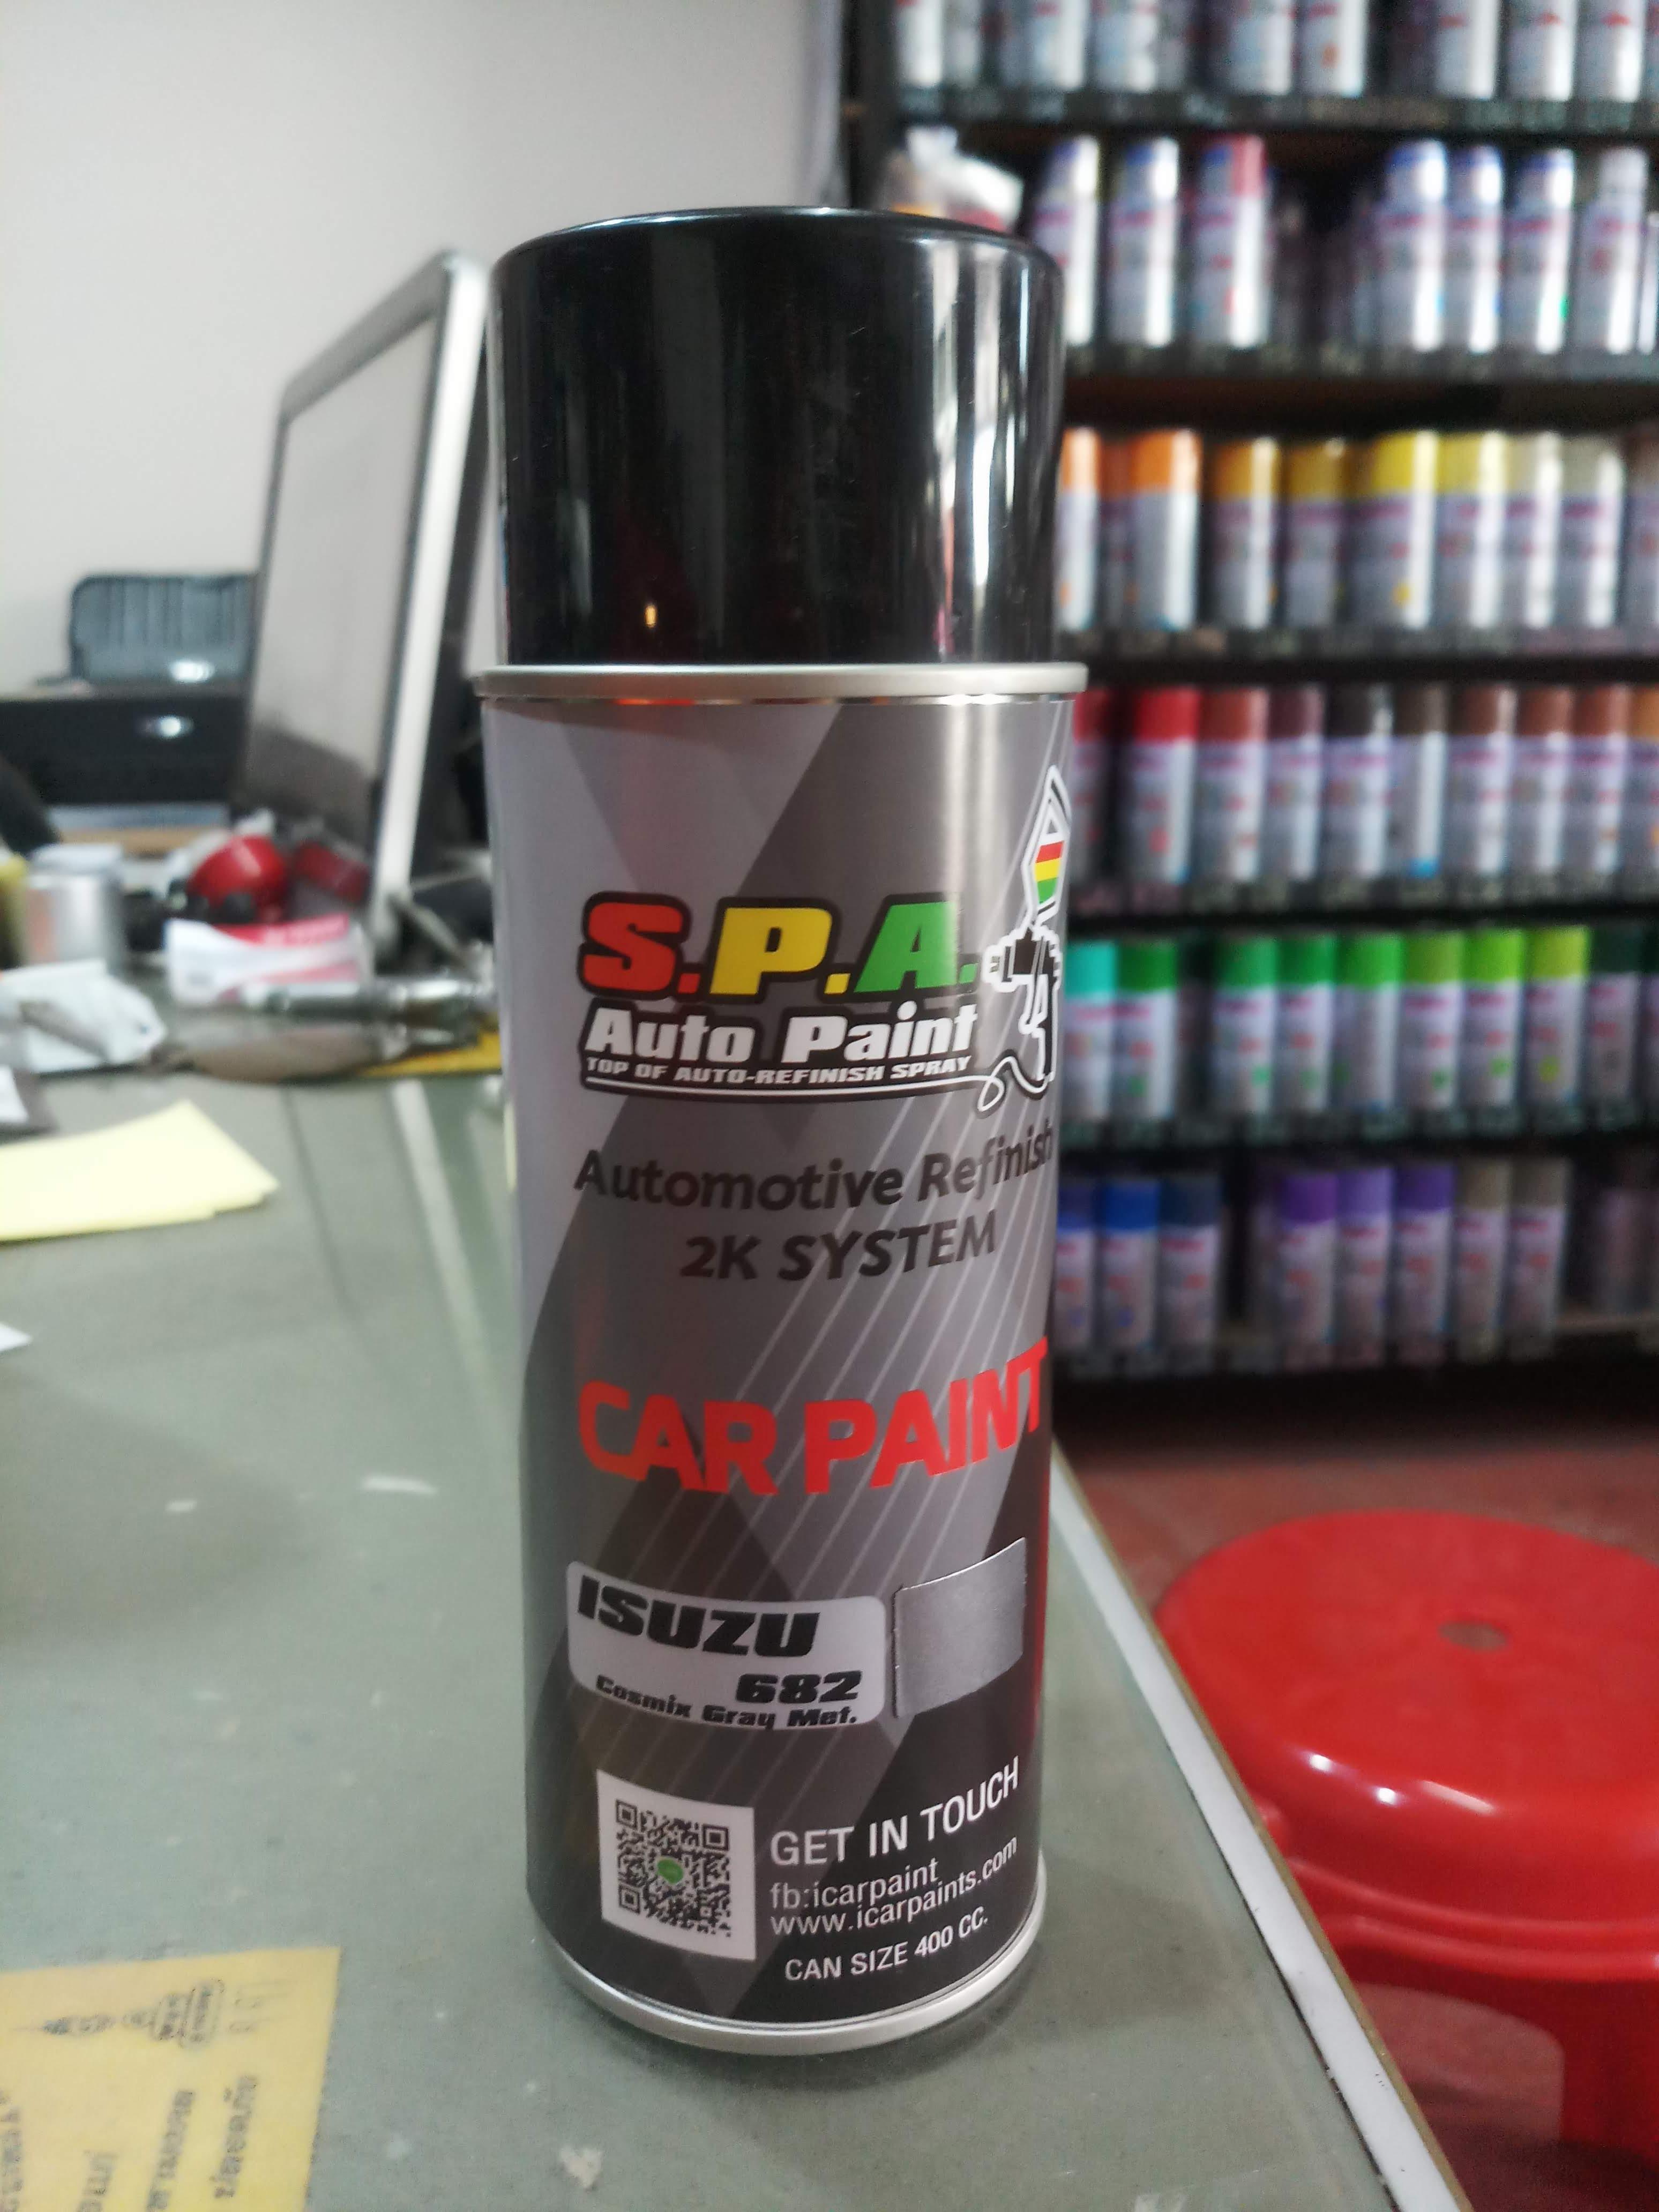 S.P.A.
Auto Paint
TOP OF AUTO-REFINISH SPRAY
Automotive Refinish
2K SYSTEM
CAR PAINT
ISUZU
682
Cosmix Gray Met.
GET IN TOUCH
fb:icarpaint
www.icarpaints.com
CAN SIZE 400 CC.